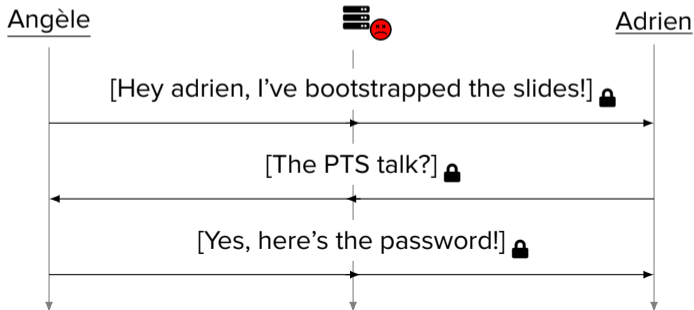 Angèle
Adrien
[Hey adrien, I've bootstrapped the slides!]
[The PTS talk?]
[Yes, here's the password!]